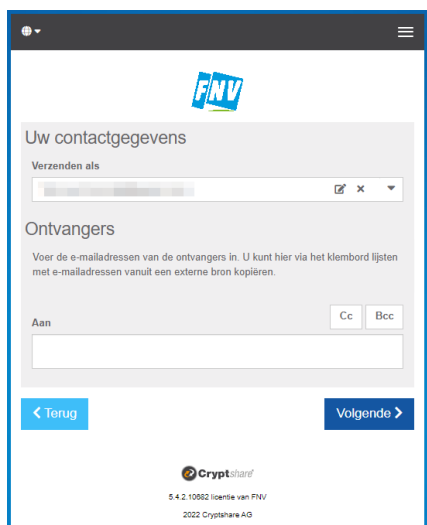 FNV
Uw contactgegevens
Verzenden als
Ontvangers
Voer de e-mailadressen van de ontvangers in. U kunt hier via het klembord lijsten
met e-mailadressen vanuit een externe bron kopiëren.
Aan
Cc
Bcc
Terug
Volgende
Cryptshare
5.4.2.10682 licentie van FNV
2022 Cryptshare AG